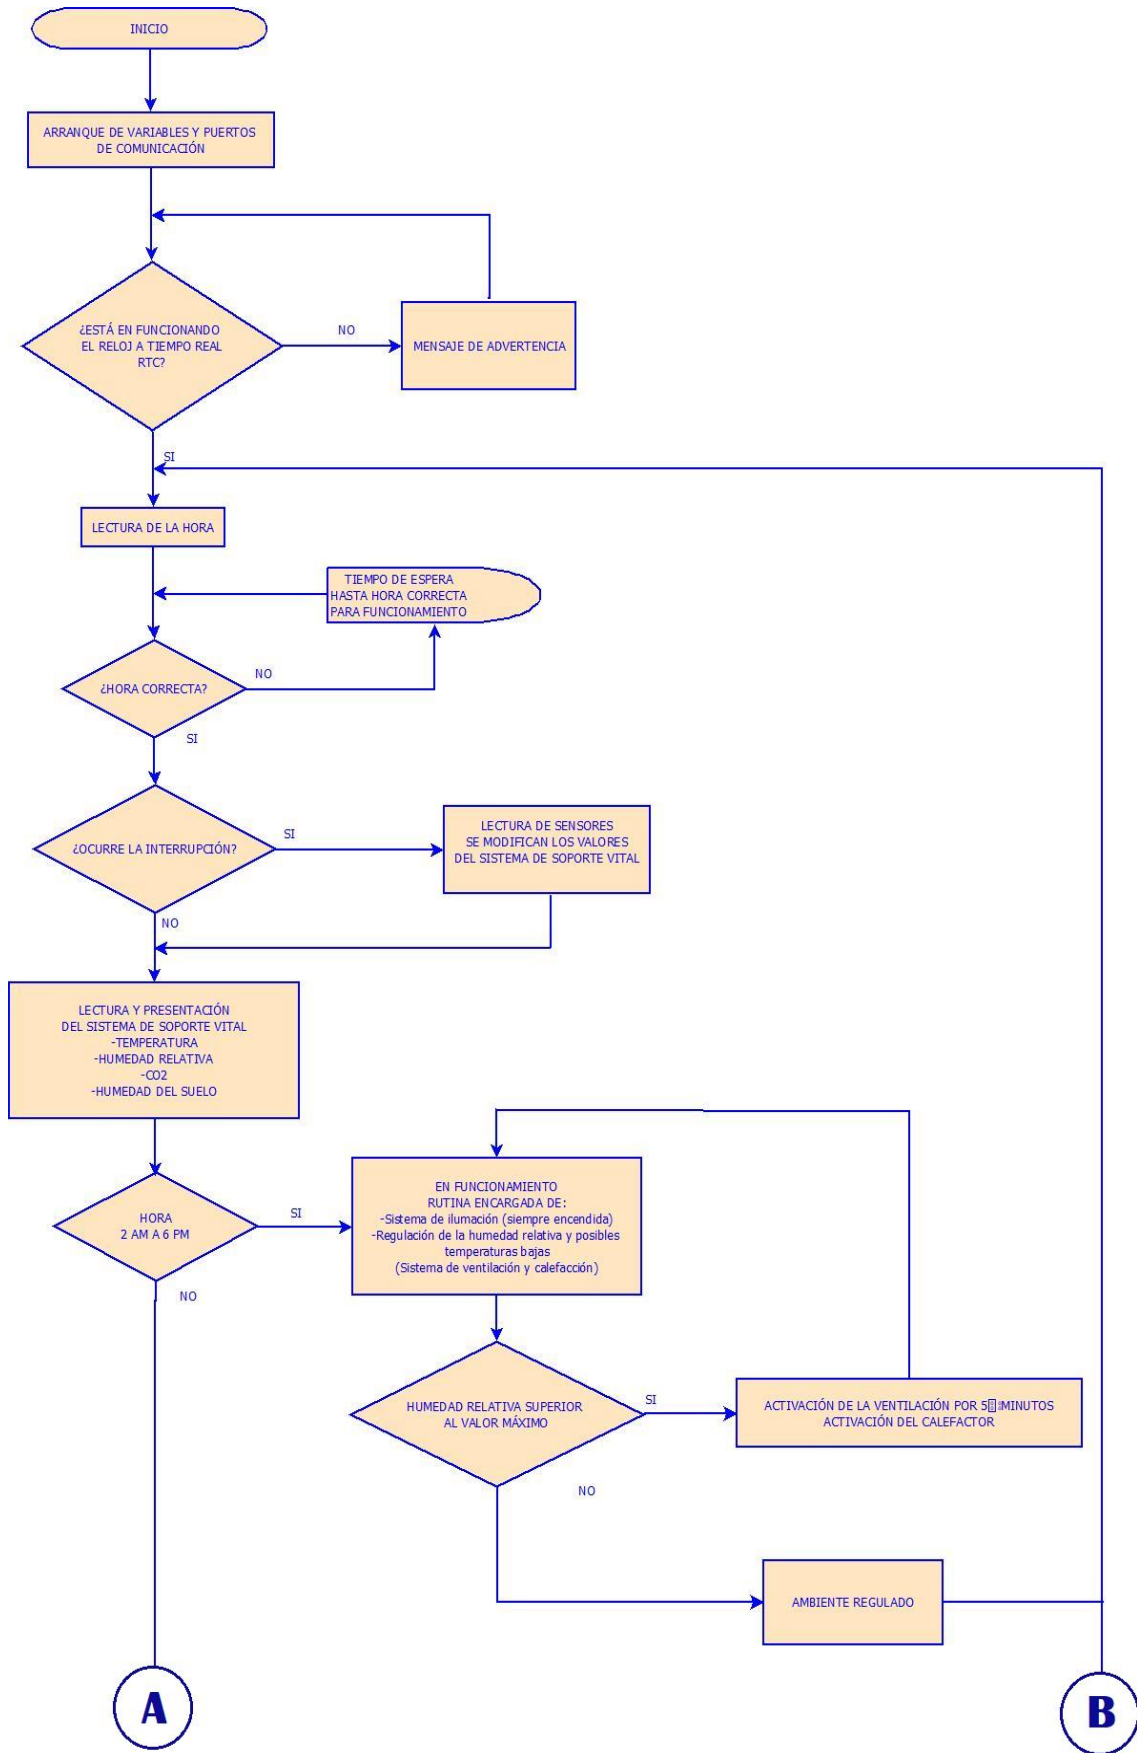 INICIO
ARRANQUE DE VARIABLES Y PUERTOS
DE COMUNICACIÓN
¿ESTÁ EN FUNCIONANDO
EL RELOJ A TIEMPO REAL
RTC?
NO
MENSAJE DE ADVERTENCIA
SI
LECTURA DE LA HORA
TIEMPO DE ESPERA
HASTA HORA CORRECTA
PARA FUNCIONAMIENTO
¿HORA CORRECTA?
NO
SI
¿OCURRE LA INTERRUPCIÓN?
SI
LECTURA DE SENSORES
SE MODIFICAN LOS VALORES
DEL SISTEMA DE SOPORTE VITAL
NO
LECTURA Y PRESENTACIÓN
DEL SISTEMA DE SOPORTE VITAL
-TEMPERATURA
-HUMEDAD RELATIVA
-CO2
-HUMEDAD DEL SUELO
HORA
2 AM A 6 PM
SI
NO
EN FUNCIONAMIENTO
RUTINA ENCARGADA DE:
-Sistema de ilumación (siempre encendida)
-Regulación de la humedad relativa y posibles
temperaturas bajas
(Sistema de ventilación y calefacción)
HUMEDAD RELATIVA SUPERIOR
AL VALOR MÁXIMO
SI
ACTIVACIÓN DE LA VENTILACIÓN POR 5 MINUTOS
ACTIVACIÓN DEL CALEFACTOR
NO
AMBIENTE REGULADO
A
B